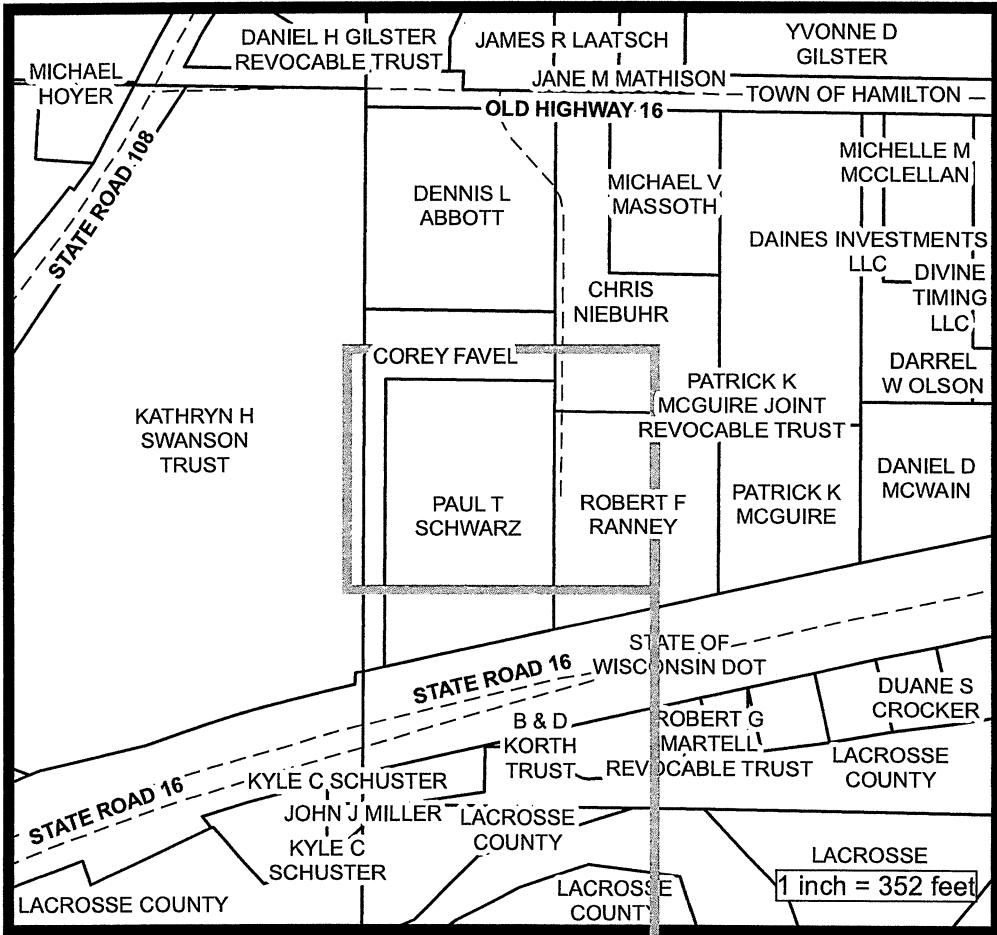 DANIEL H GILSTER
REVOCABLE TRUST
JAMES R LAATSCH
YVONNE D
GILSTER
MICHAEL
HOYER
JANE M MATHISON
TOWN OF HAMILTON
OLD HIGHWAY 16
STATE ROAD 108
DENNIS L
ABBOTT
MICHAEL V
MASSOTH
MICHELLE M
MCCLELLAN
DAINES INVESTMENTS
LLC
DIVINE
TIMING
LLC
CHRIS
NIEBUHR
COREY FAVEL
DARREL
W OLSON
PATRICK K
MCGUIRE JOINT
REVOCABLE TRUST
KATHRYN H
SWANSON
TRUST
PAUL T
SCHWARZ
ROBERT F
RANNEY
PATRICK K
MCGUIRE
DANIEL D
MCWAIN
STATE OF
WISCONSIN DOT
STATE ROAD 16
DUANE S
CROCKER
B & D
KORTH
TRUST
ROBERT G
MARTELL
REVOCABLE TRUST
LACROSSE
COUNTY
KYLE C SCHUSTER
STATE ROAD 16
JOHN J MILLER
LACROSSE
COUNTY
KYLE C
SCHUSTER
LACROSSE
1 inch = 352 feet
LACROSSE
COUNTY
LACROSSE COUNTY